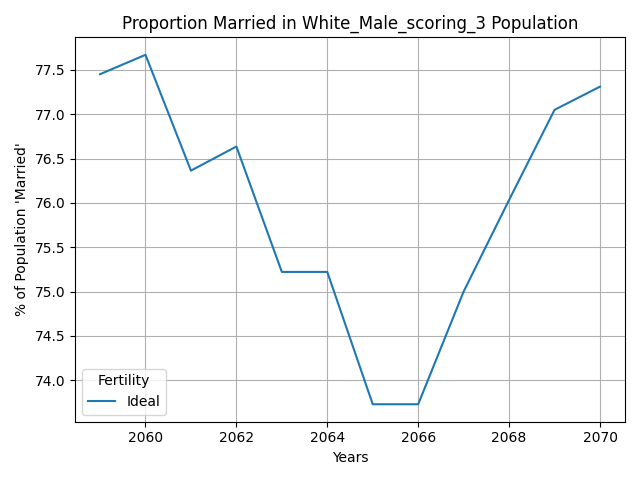 Proportion Married in White_Male_scoring_3 Population
% of Population 'Married'
77.5
77.0
76.5
76.0
75.5
75.0
74.5
74.0
Fertility
Ideal
2060 2062 2064 2066 2068 2070
Years